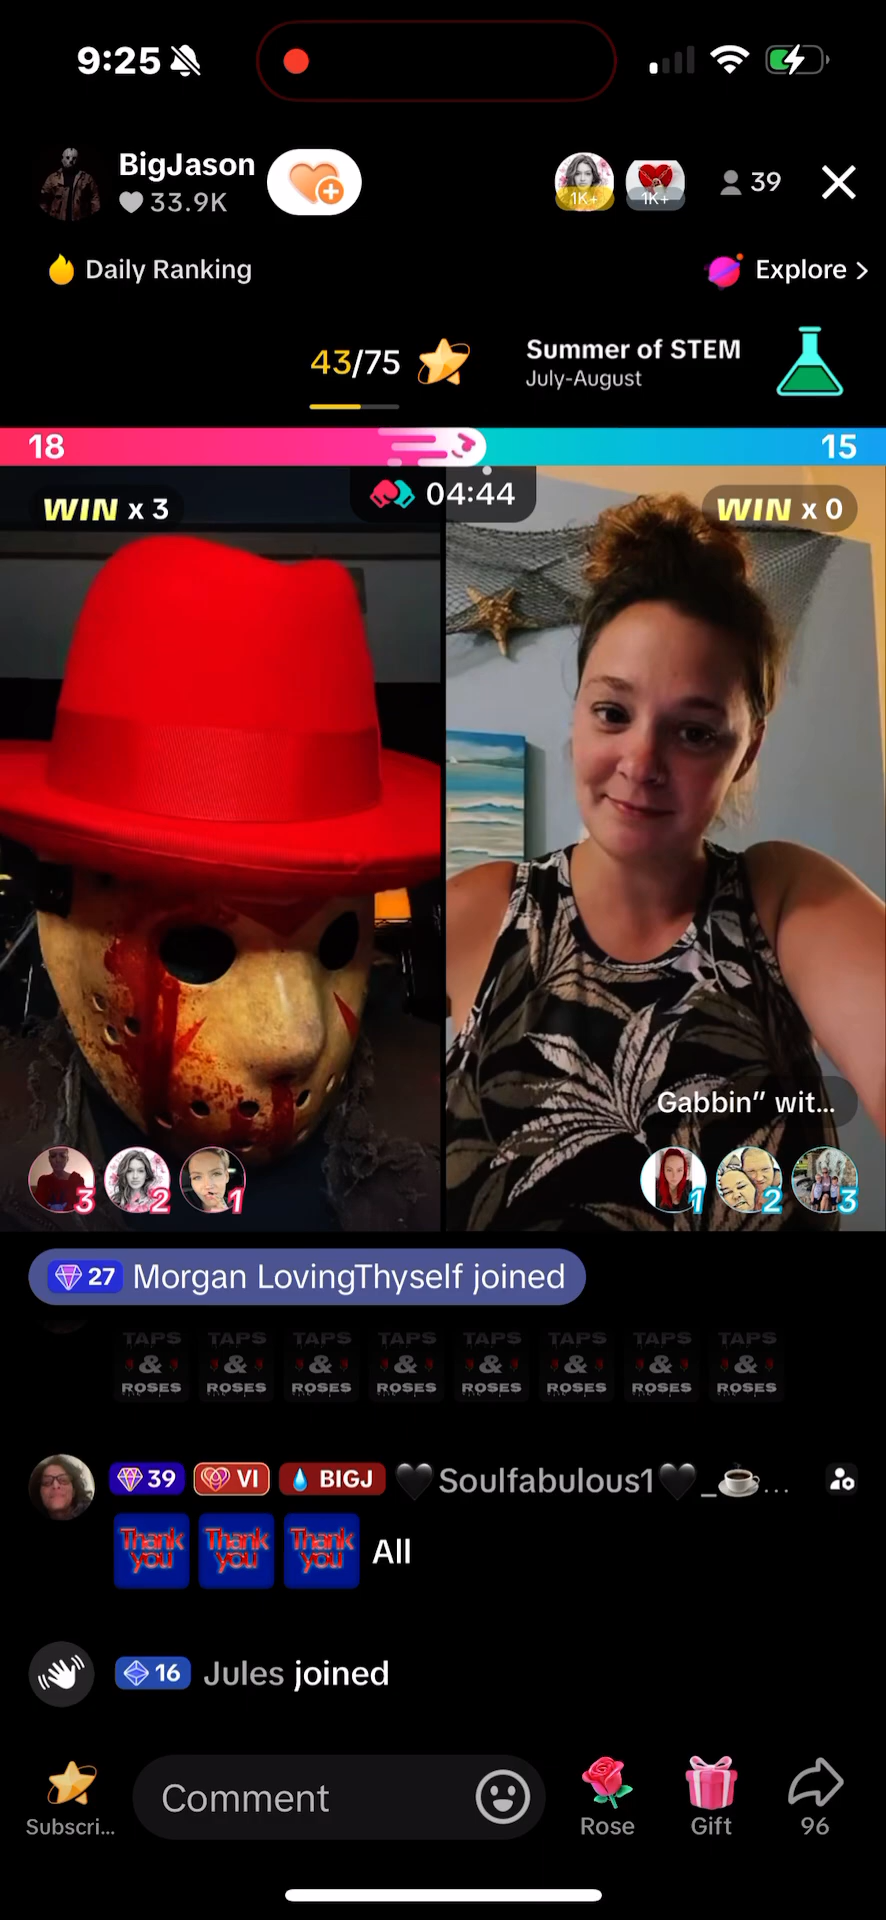 9:25
BigJason
33.9K
1K+
1K+
39
Daily Ranking
Explore >
43/75
Summer of STEM
July-August
18
15
WIN x 3
04:44
WIN x 0
Gabbin” wit...
3
2
1
1
2
3
27 Morgan LovingThyself joined
TAPS TAPS TAPS TAPS TAPS TAPS TAPS TAPS
& & & & & & & &
ROSES ROSES ROSES ROSES ROSES ROSES ROSES ROSES
39 VI BIGJ 🖤Soulfabulous1🖤_☕...
Thank you Thank you Thank you All
16 Jules joined
Comment
Subscri...
Rose
Gift
96